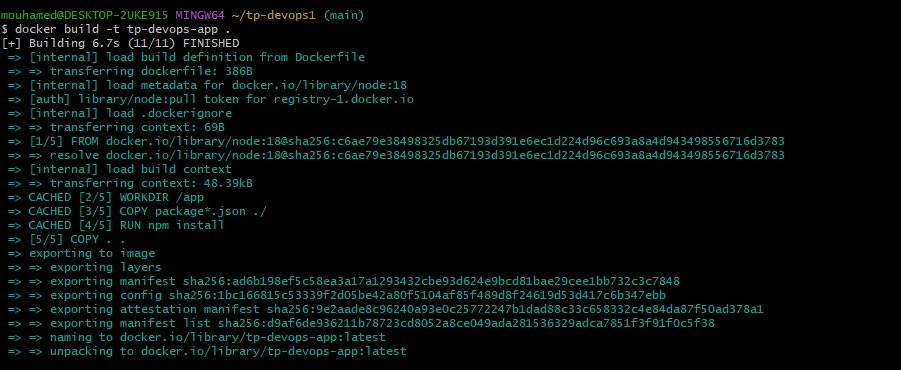 mouhamed@DESKTOP-2UKE915 MINGW64 ~/tp-devops1 (main)
$ docker build -t tp-devops-app .
[+] Building 6.7s (11/11) FINISHED
=> [internal] load build definition from Dockerfile
=> => transferring dockerfile: 386B
=> [internal] load metadata for docker.io/library/node:18
=> [auth] library/node:pull token for registry-1.docker.io
=> [internal] load .dockerignore
=> => transferring context: 69B
=> [1/5] FROM docker.io/library/node:18@sha256:c6ae79e38498325db67193d391e6ec1d224d96c693a8a4d943498556716d3783
=> => resolve docker.io/library/node:18@sha256:c6ae79e38498325db67193d391e6ec1d224d96c693a8a4d943498556716d3783
=> [internal] load build context
=> => transferring context: 48.39kB
=> CACHED [2/5] WORKDIR /app
=> CACHED [3/5] COPY package*.json ./
=> CACHED [4/5] RUN npm install
=> [5/5] COPY . .
=> exporting to image
=> => exporting layers
=> => exporting manifest sha256:ad6b198ef5c58ea3a17a1293432cbe93d624e9bcd81bae29cee1bb732c3c7848
=> => exporting config sha256:1bc166815c53339f2d05be42a80f5104af85f489d8f24619d53d417c6b347ebb
=> => exporting attestation manifest sha256:9e2aade8c96240a93e0c25772247b1dad88c33c658332c4e84da87f50ad378a1
=> => exporting manifest list sha256:d9af6de936211b78723cd8052a8ce049ada281536329adca7851f3f91f0c5f38
=> => naming to docker.io/library/tp-devops-app:latest
=> => unpacking to docker.io/library/tp-devops-app:latest